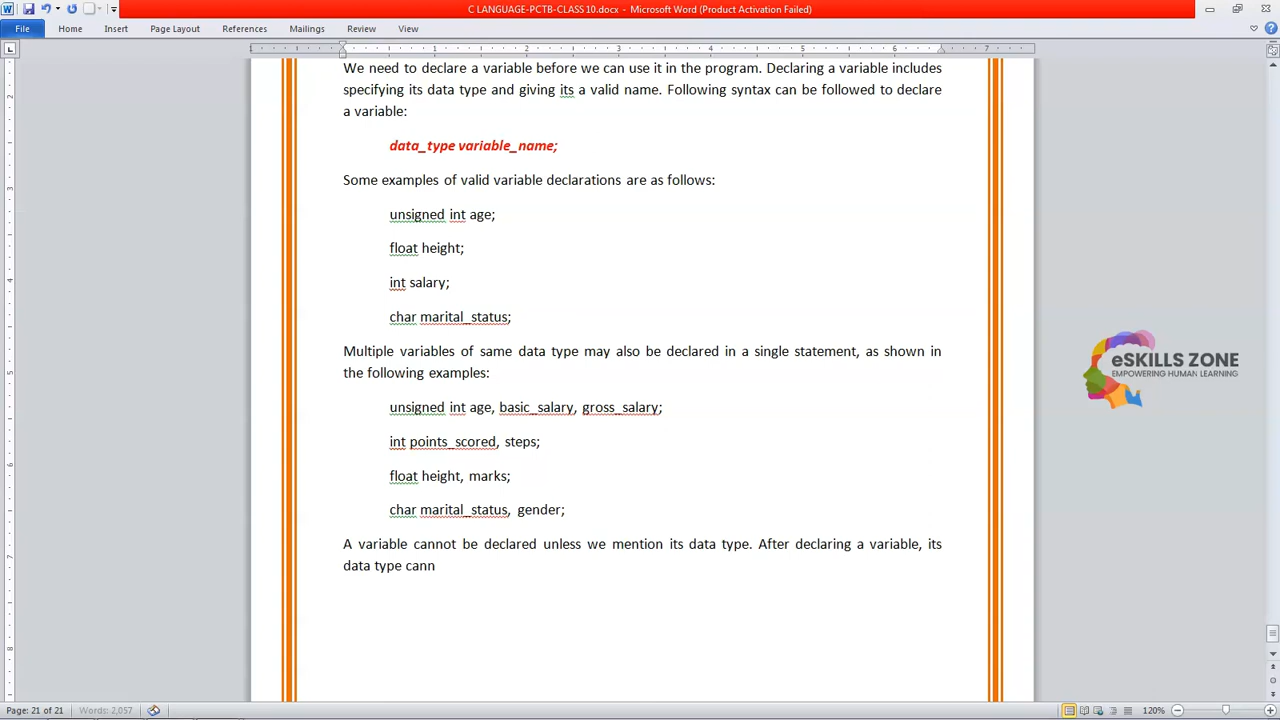 C LANGUAGE-PCTB-CLASS 10.docx - Microsoft Word (Product Activation Failed)
File Home Insert Page Layout References Mailings Review View
We need to declare a variable before we can use it in the program. Declaring a variable includes
specifying its data type and giving its a valid name. Following syntax can be followed to declare
a variable:
data_type variable_name;
Some examples of valid variable declarations are as follows:
unsigned int age;
float height;
int salary;
char marital_status;
Multiple variables of same data type may also be declared in a single statement, as shown in
the following examples:
unsigned int age, basic_salary, gross_salary;
int points_scored, steps;
float height, marks;
char marital_status, gender;
A variable cannot be declared unless we mention its data type. After declaring a variable, its
data type cann
eSKILLS ZONE
EMPOWERING HUMAN LEARNING
Page: 21 of 21 Words: 2,057 120%